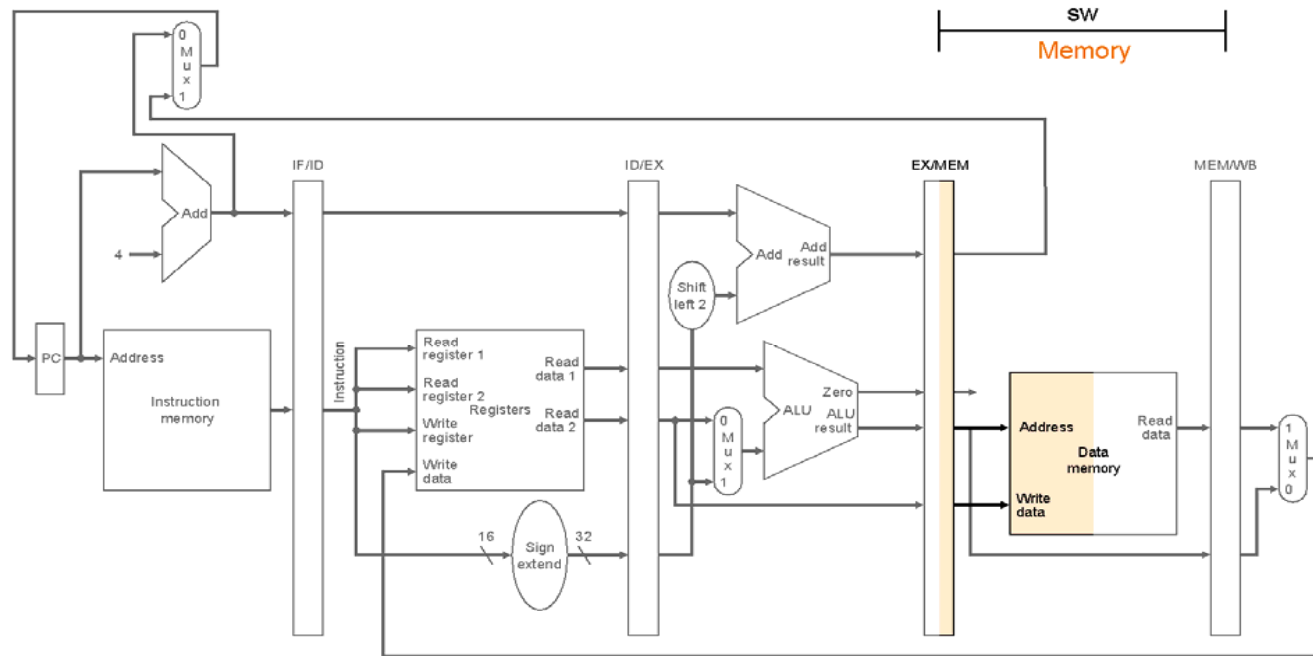 SW
Memory
0
M
u
x
1
IF/ID
ID/EX
EX/MEM
MEM/WB
Add
4
Add
Add
result
Shift
left 2
PC
Address
Instruction
memory
Instruction
Read
register 1
Read
register 2
Write
register
Write
data
Registers
Read
data 1
Read
data 2
0
M
u
x
1
Zero
ALU
ALU
result
Address
Data
memory
Write
data
Read
data
1
M
u
x
0
16
Sign
extend
32